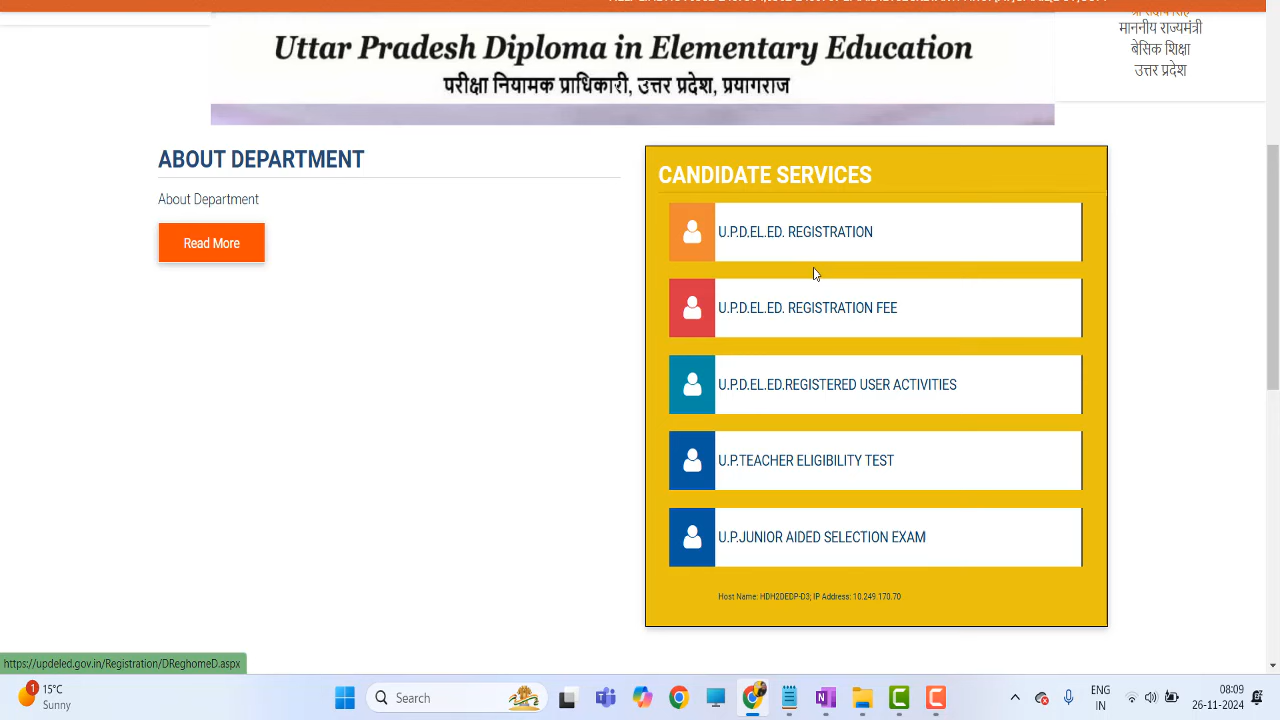 Uttar Pradesh Diploma in Elementary Education
परीक्षा नियामक प्राधिकारी, उत्तर प्रदेश, प्रयागराज
माननीय राज्यमंत्री
बेसिक शिक्षा
उत्तर प्रदेश
ABOUT DEPARTMENT
About Department
Read More
CANDIDATE SERVICES
U.P.D.EL.ED. REGISTRATION
U.P.D.EL.ED. REGISTRATION FEE
U.P.D.EL.ED.REGISTERED USER ACTIVITIES
U.P.TEACHER ELIGIBILITY TEST
U.P.JUNIOR AIDED SELECTION EXAM
Host Name: HDH2DEDP-D3; IP Address: 10.249.170.70
https://updeled.gov.in/Registration/DReghomeD.aspx
1
15°C
Sunny
Search
ENG
IN
08:09
26-11-2024